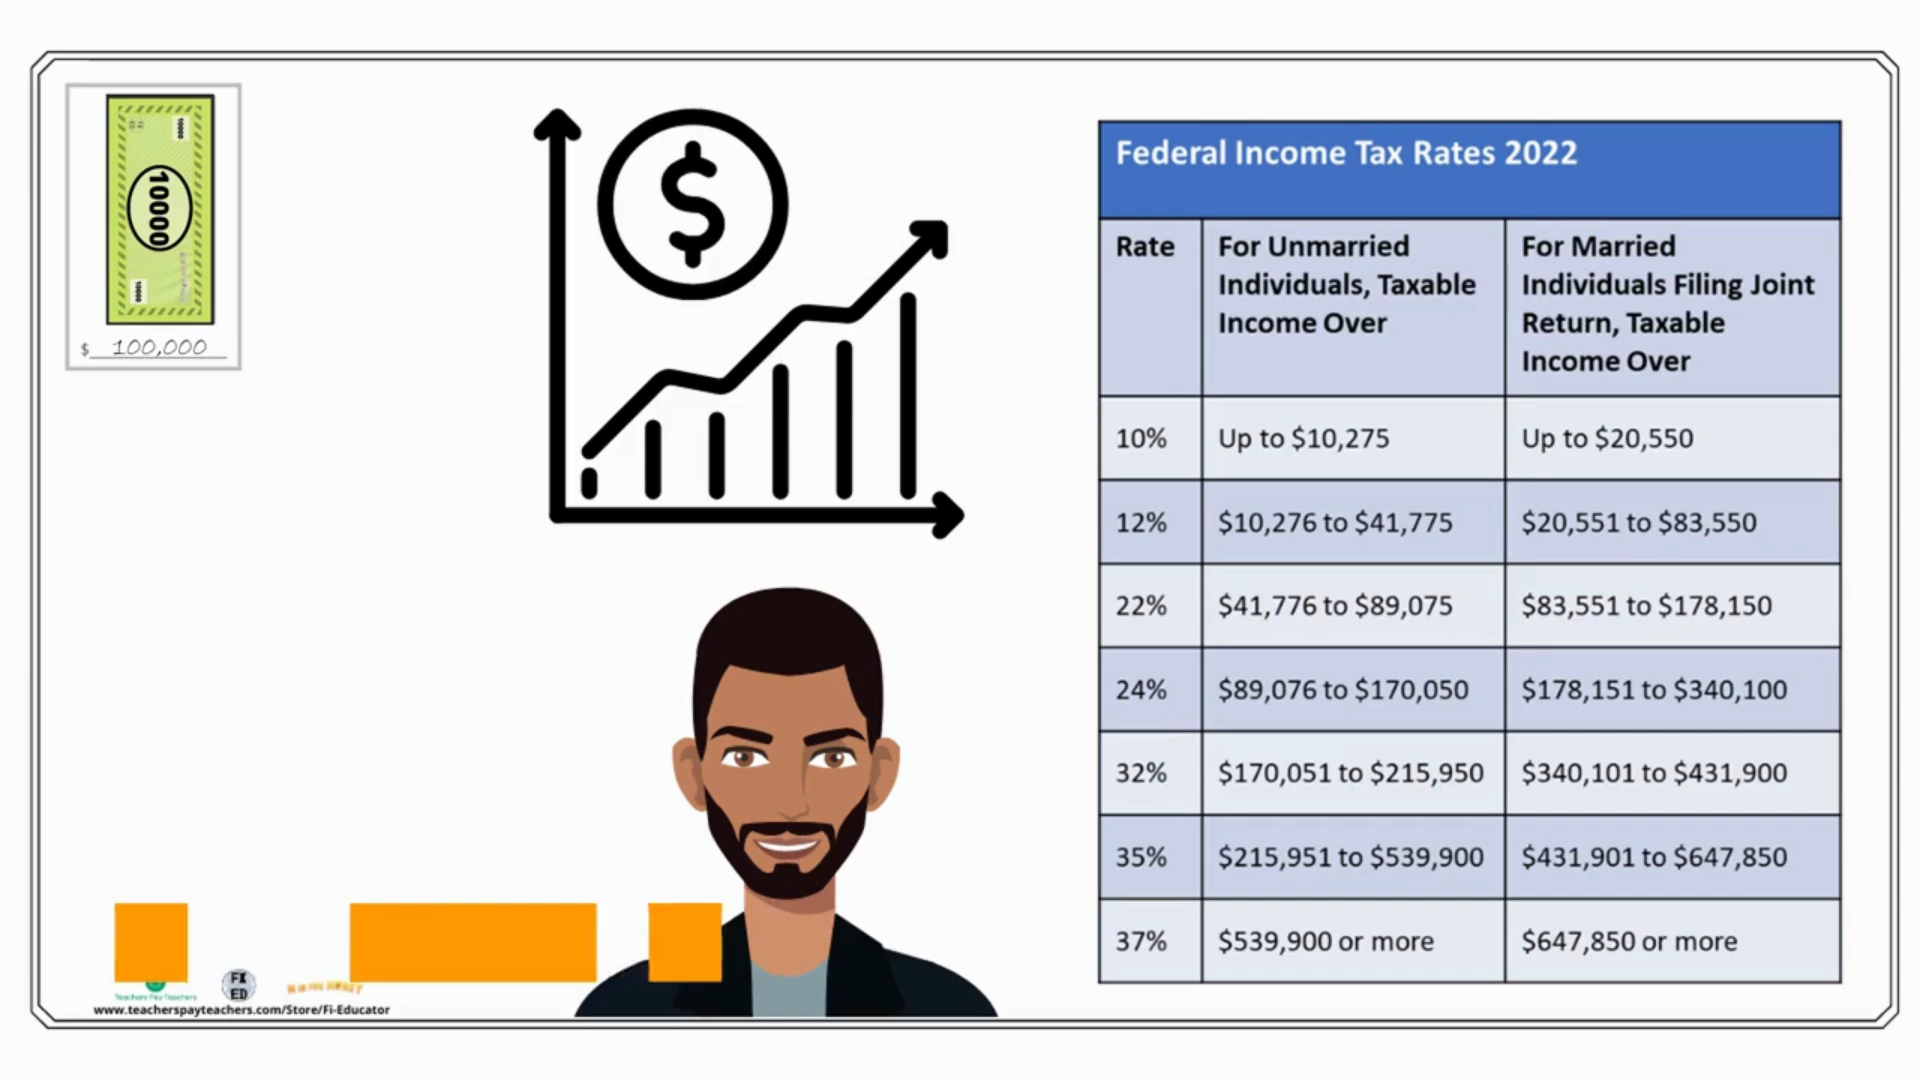 10000
10000
10000
$ 100,000
$
Federal Income Tax Rates 2022
Rate
For Unmarried
Individuals, Taxable
Income Over
For Married
Individuals Filing Joint
Return, Taxable
Income Over
10% Up to $10,275 Up to $20,550
12% $10,276 to $41,775 $20,551 to $83,550
22% $41,776 to $89,075 $83,551 to $178,150
24% $89,076 to $170,050 $178,151 to $340,100
32% $170,051 to $215,950 $340,101 to $431,900
35% $215,951 to $539,900 $431,901 to $647,850
37% $539,900 or more $647,850 or more
Teachers Pay Teachers
FI
ED
www.teacherspayteachers.com/Store/Fi-Educator